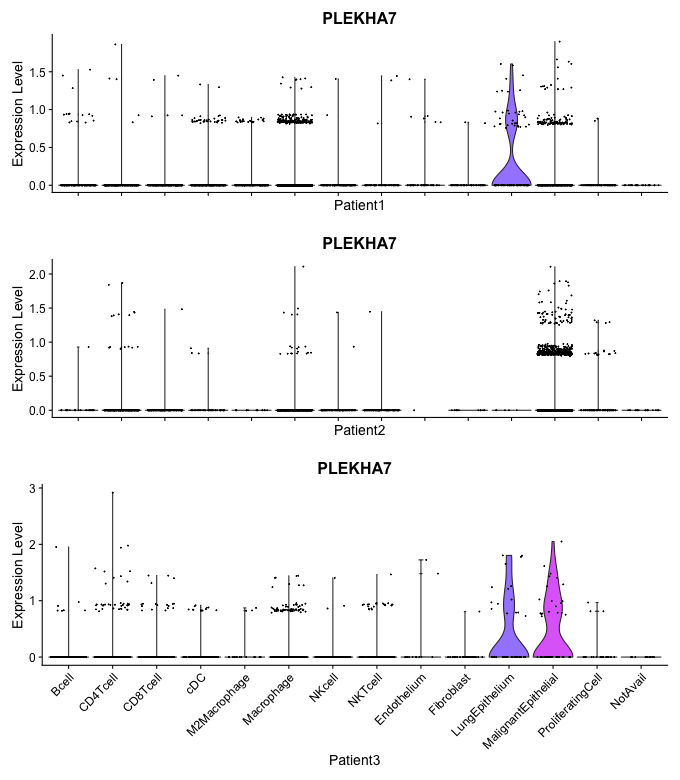 PLEKHA7
Expression Level
1.5
1.0
0.5
0.0
Patient1
PLEKHA7
Expression Level
2.0
1.5
1.0
0.5
0.0
Patient2
PLEKHA7
Expression Level
3
2
1
0
Bcell
CD4Tcell
CD8Tcell
cDC
M2Macrophage
Macrophage
NKcell
NKTcell
Endothelium
Fibroblast
LungEpithelium
MalignantEpithelial
ProliferatingCell
NotAvail
Patient3